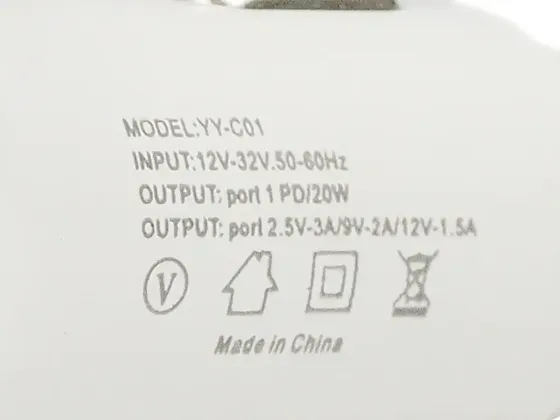 MODEL:YY-C01
INPUT:12V-32V.50-60Hz
OUTPUT: port 1 PD/20W
OUTPUT: port 2.5V-3A/9V-2A/12V-1.5A
V
Made in China